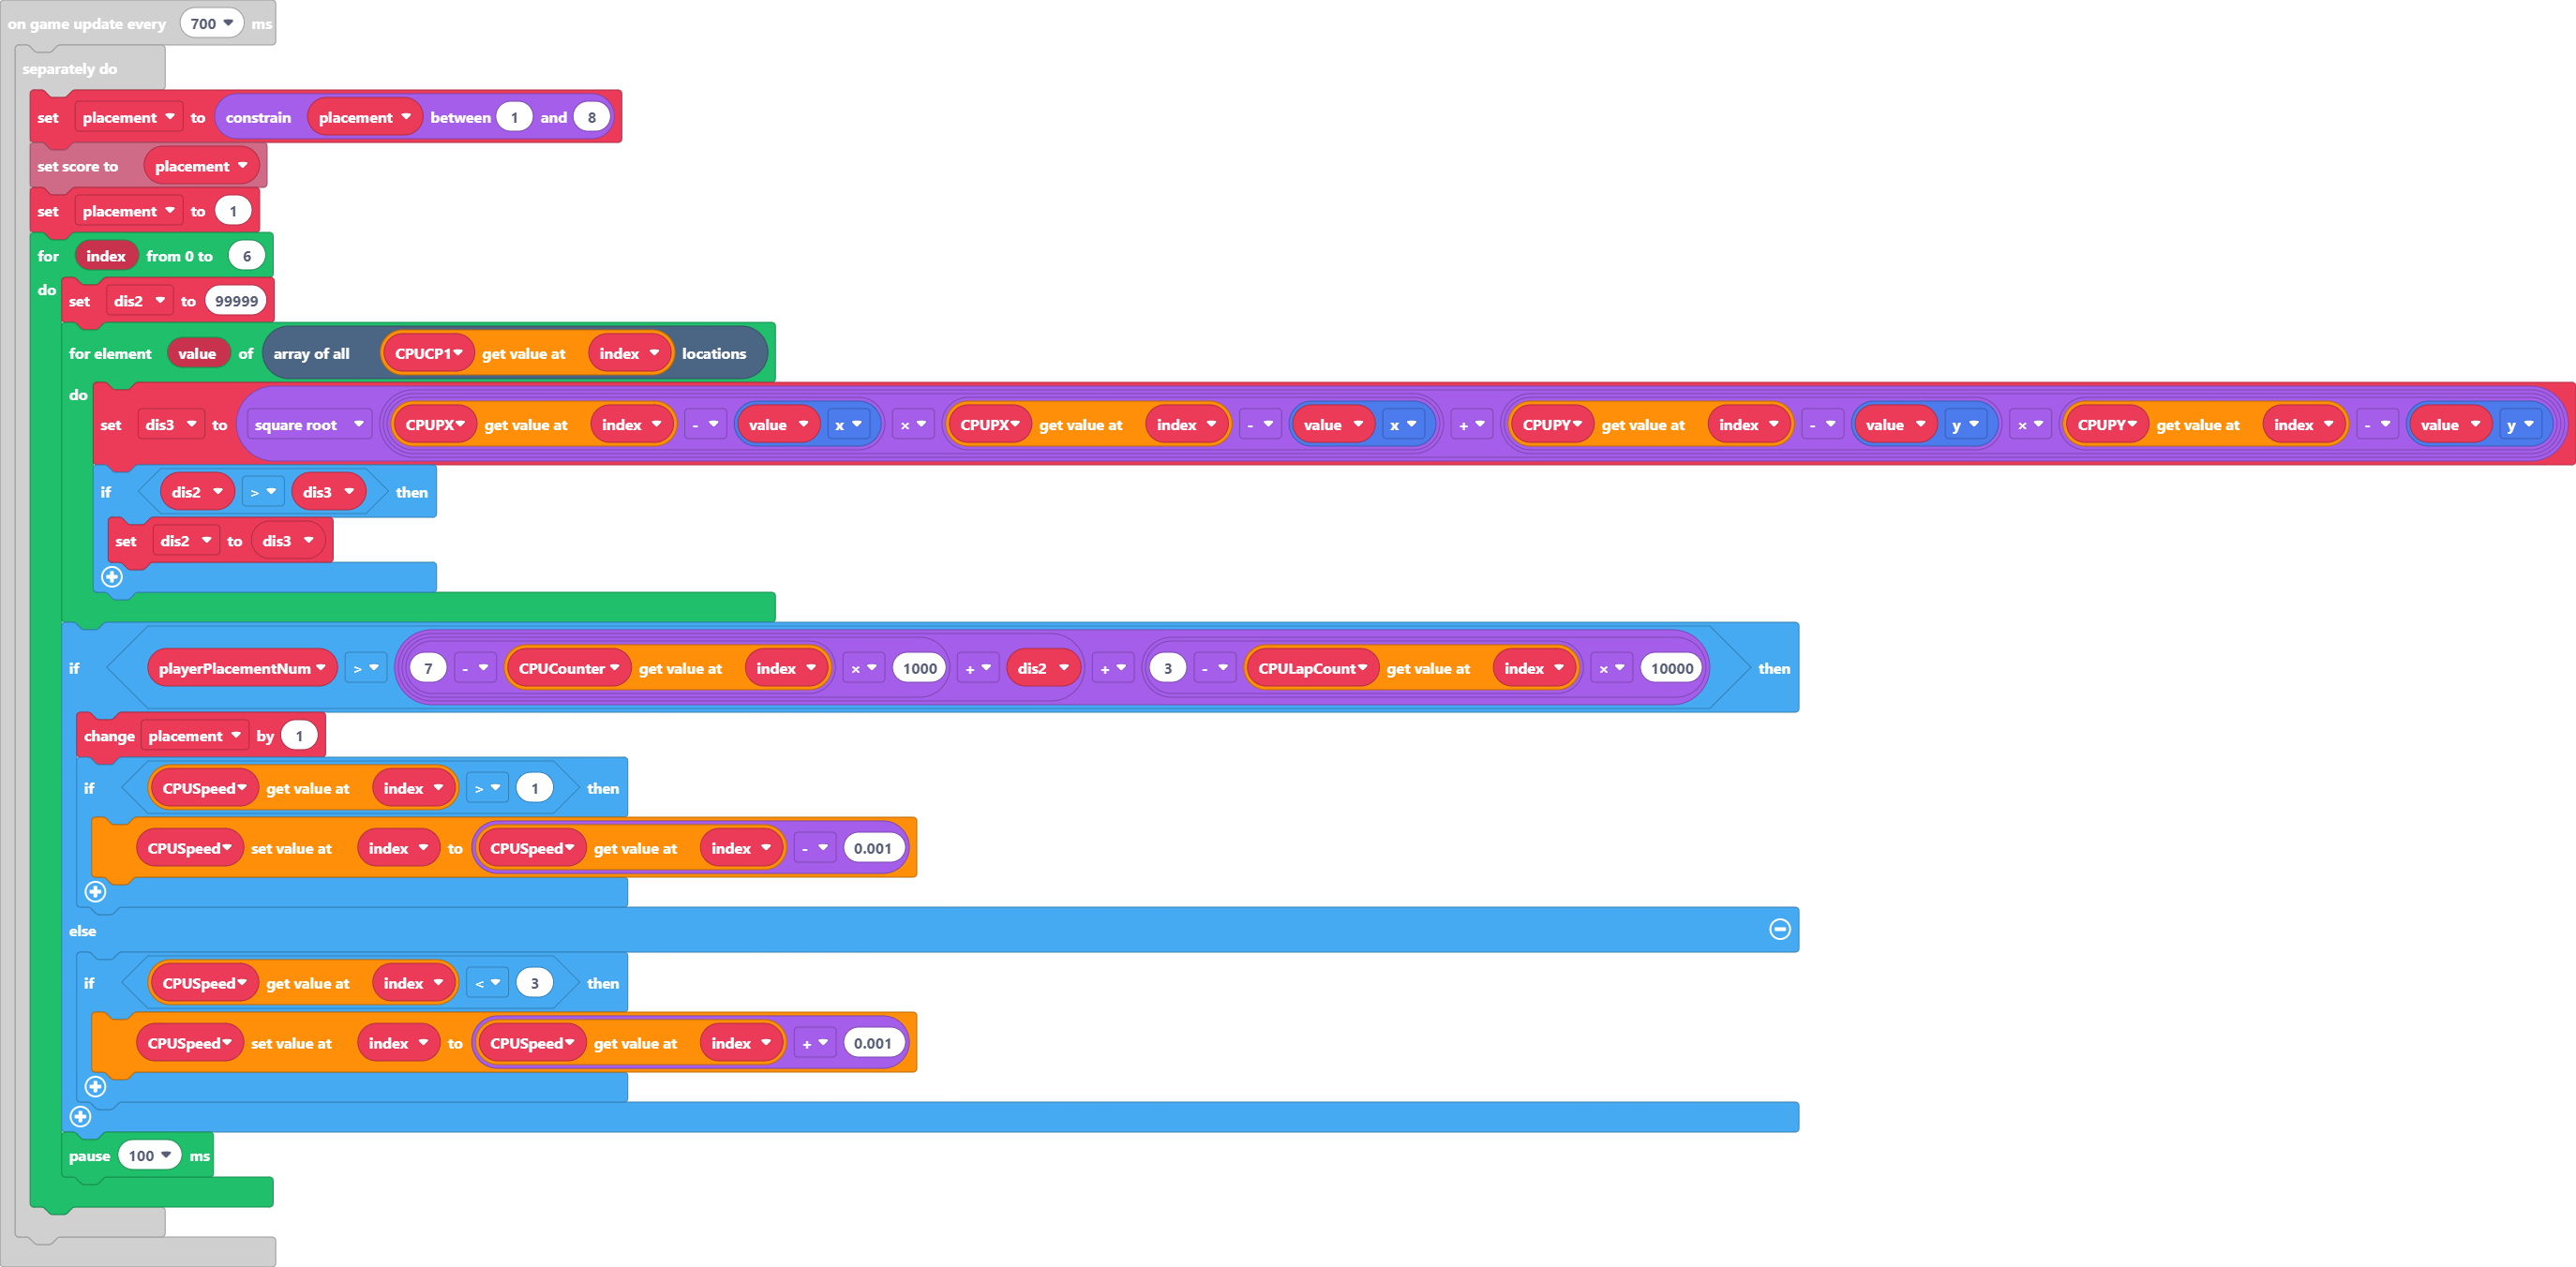 on game update every 700 ms
separately do
set placement to constrain placement between 1 and 8
set score to placement
set placement to 1
for index from 0 to 6
do set dis2 to 99999
for element value of array of all CPUCP1 get value at index locations
do
set dis3 to square root CPUPX get value at index - value x × CPUPX get value at index - value x + CPUPY get value at index - value y × CPUPY get value at index - value y
if dis2 > dis3 then
set dis2 to dis3
if playerPlacementNum > 7 - CPUCounter get value at index × 1000 + dis2 + 3 - CPULapCount get value at index × 10000 then
change placement by 1
if CPUSpeed get value at index > 1 then
CPUSpeed set value at index to CPUSpeed get value at index - 0.001
else
if CPUSpeed get value at index < 3 then
CPUSpeed set value at index to CPUSpeed get value at index + 0.001
pause 100 ms